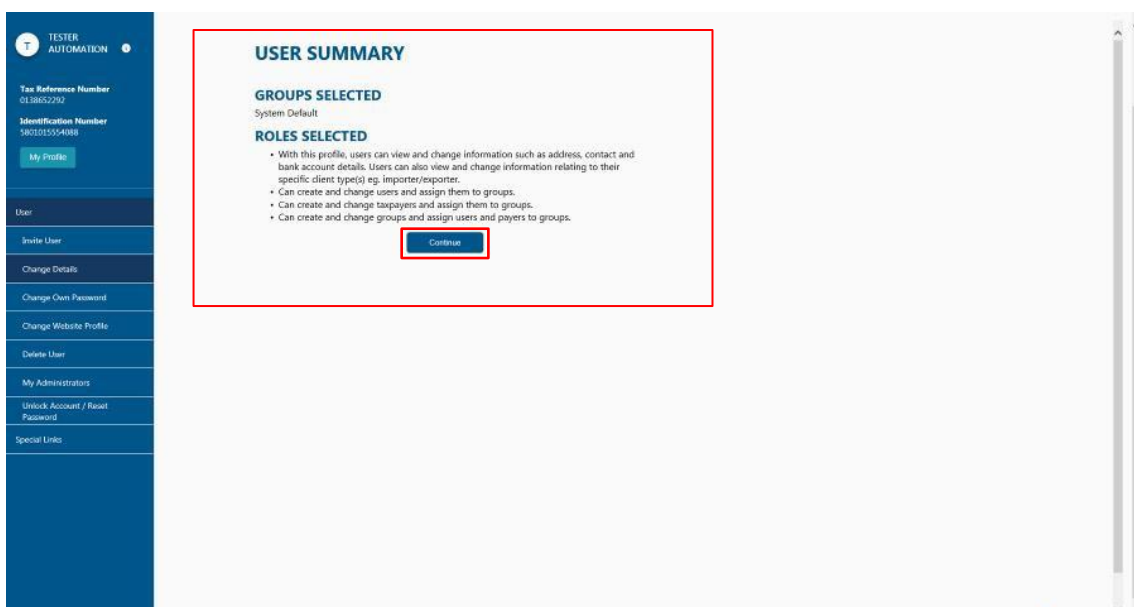 T
TESTER
AUTOMATION
Tax Reference Number
0138652292
Identification Number
5801015554088
My Profile
User
Invite User
Change Details
Change Own Password
Change Website Profile
Delete User
My Administrators
Unlock Account / Reset
Password
Special Links
USER SUMMARY
GROUPS SELECTED
System Default
ROLES SELECTED
• With this profile, users can view and change information such as address, contact and
bank account details. Users can also view and change information relating to their
specific client type(s) eg. importer/exporter.
• Can create and change users and assign them to groups.
• Can create and change taxpayers and assign them to groups.
• Can create and change groups and assign users and payers to groups.
Continue